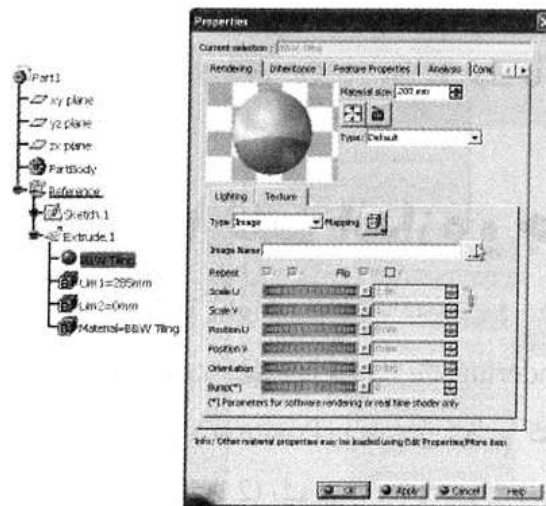 Properties
Current selection : B&W Tiling
Rendering Inheritance Feature Properties Analysis
Material size: 200 mm
Type: Default
Lighting Texture
Type Image Mapping
Image Name
Repeat Flip
Scale U
Scale V
Position U
Position V
Orientation
Bump(*)
(*) Parameters for software rendering or real time shader only
Info: Other material properties may be loaded using Edit Properties/More item
OK Apply Cancel Help
Part1
xy plane
yz plane
zx plane
PartBody
Reference
Sketch.1
Extrude.1
B&W Tiling
Lim1=285mm
Lim2=0mm
Material=B&W Tiling